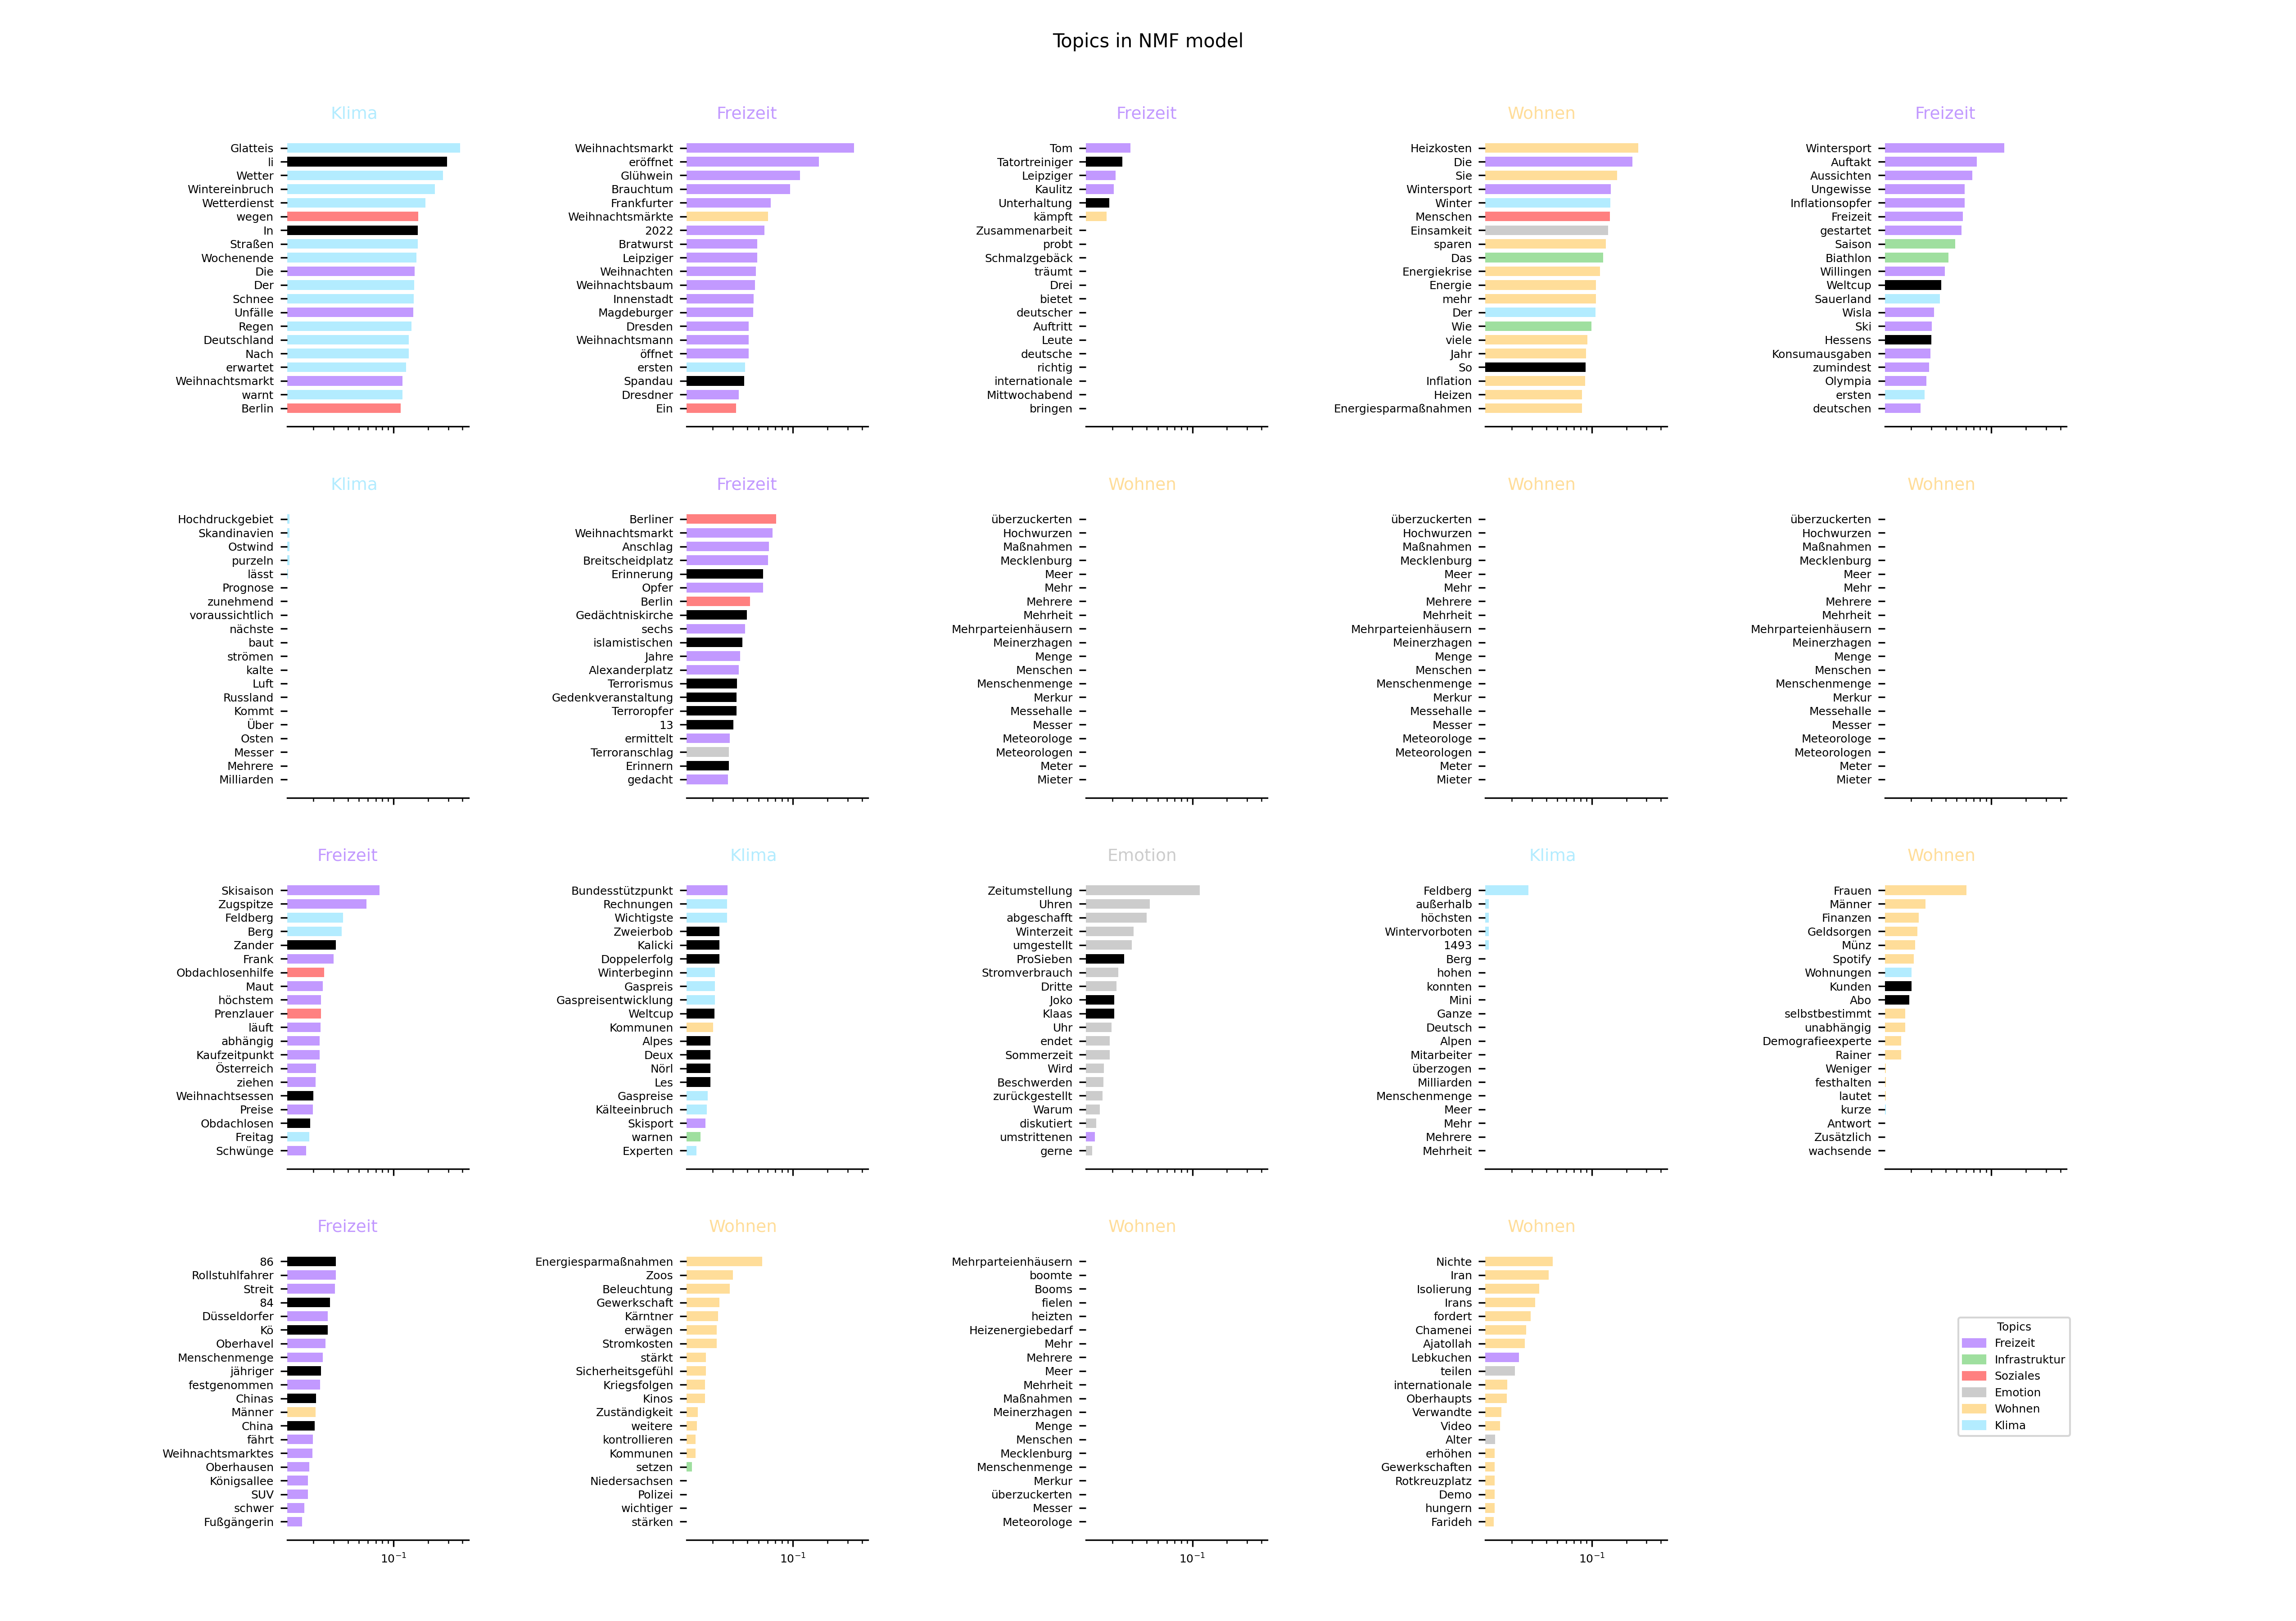 Topics in NMF model
Klima
Glatteis
li
Wetter
Wintereinbruch
Wetterdienst
wegen
In
Straßen
Wochenende
Die
Der
Schnee
Unfälle
Regen
Deutschland
Nach
erwartet
Weihnachtsmarkt
warnt
Berlin
Freizeit
Weihnachtsmarkt
eröffnet
Glühwein
Brauchtum
Frankfurter
Weihnachtsmärkte
2022
Bratwurst
Leipziger
Weihnachten
Weihnachtsbaum
Innenstadt
Magdeburger
Dresden
Weihnachtsmann
öffnet
ersten
Spandau
Dresdner
Ein
Freizeit
Tom
Tatortreiniger
Leipziger
Kaulitz
Unterhaltung
kämpft
Zusammenarbeit
probt
Schmalzgebäck
träumt
Drei
bietet
deutscher
Auftritt
Leute
deutsche
richtig
internationale
Mittwochabend
bringen
Wohnen
Heizkosten
Die
Sie
Wintersport
Winter
Menschen
Einsamkeit
sparen
Das
Energiekrise
Energie
mehr
Der
Wie
viele
Jahr
So
Inflation
Heizen
Energiesparmaßnahmen
Freizeit
Wintersport
Auftakt
Aussichten
Ungewisse
Inflationsopfer
Freizeit
gestartet
Saison
Biathlon
Willingen
Weltcup
Sauerland
Wisla
Ski
Hessens
Konsumausgaben
zumindest
Olympia
ersten
deutschen
Klima
Hochdruckgebiet
Skandinavien
Ostwind
purzeln
lässt
Prognose
zunehmend
voraussichtlich
nächste
baut
strömen
kalte
Luft
Russland
Kommt
Über
Osten
Messer
Mehrere
Milliarden
Freizeit
Berliner
Weihnachtsmarkt
Anschlag
Breitscheidplatz
Erinnerung
Opfer
Berlin
Gedächtniskirche
sechs
islamistischen
Jahre
Alexanderplatz
Terrorismus
Gedenkveranstaltung
Terroropfer
13
ermittelt
Terroranschlag
Erinnern
gedacht
Wohnen
überzuckerten
Hochwurzen
Maßnahmen
Mecklenburg
Meer
Mehr
Mehrere
Mehrheit
Mehrparteienhäusern
Meinerzhagen
Menge
Menschen
Menschenmenge
Merkur
Messehalle
Messer
Meteorologe
Meteorologen
Meter
Mieter
Wohnen
überzuckerten
Hochwurzen
Maßnahmen
Mecklenburg
Meer
Mehr
Mehrere
Mehrheit
Mehrparteienhäusern
Meinerzhagen
Menge
Menschen
Menschenmenge
Merkur
Messehalle
Messer
Meteorologe
Meteorologen
Meter
Mieter
Wohnen
überzuckerten
Hochwurzen
Maßnahmen
Mecklenburg
Meer
Mehr
Mehrere
Mehrheit
Mehrparteienhäusern
Meinerzhagen
Menge
Menschen
Menschenmenge
Merkur
Messehalle
Messer
Meteorologe
Meteorologen
Meter
Mieter
Freizeit
Skisaison
Zugspitze
Feldberg
Berg
Zander
Frank
Obdachlosenhilfe
Maut
höchstem
Prenzlauer
läuft
abhängig
Kaufzeitpunkt
Österreich
ziehen
Weihnachtsessen
Preise
Obdachlosen
Freitag
Schwünge
Klima
Bundesstützpunkt
Rechnungen
Wichtigste
Zweierbob
Kalicki
Doppelerfolg
Winterbeginn
Gaspreis
Gaspreisentwicklung
Weltcup
Kommunen
Alpes
Deux
Nörl
Les
Gaspreise
Kälteeinbruch
Skisport
warnen
Experten
Emotion
Zeitumstellung
Uhren
abgeschafft
Winterzeit
umgestellt
ProSieben
Stromverbrauch
Dritte
Joko
Klaas
Uhr
endet
Sommerzeit
Wird
Beschwerden
zurückgestellt
Warum
diskutiert
umstrittenen
gerne
Klima
Feldberg
außerhalb
höchsten
Wintervorboten
1493
Berg
hohen
konnten
Mini
Ganze
Deutsch
Alpen
Mitarbeiter
überzogen
Milliarden
Menschenmenge
Meer
Mehr
Mehrere
Mehrheit
Wohnen
Frauen
Männer
Finanzen
Geldsorgen
Münz
Spotify
Wohnungen
Kunden
Abo
selbstbestimmt
unabhängig
Demografieexperte
Rainer
Weniger
festhalten
lautet
kurze
Antwort
Zusätzlich
wachsende
Freizeit
86
Rollstuhlfahrer
Streit
84
Düsseldorfer
Kö
Oberhavel
Menschenmenge
jähriger
festgenommen
Chinas
Männer
China
fährt
Weihnachtsmarktes
Oberhausen
Königsallee
SUV
schwer
Fußgängerin
10⁻¹
Wohnen
Energiesparmaßnahmen
Zoos
Beleuchtung
Gewerkschaft
Kärntner
erwägen
Stromkosten
stärkt
Sicherheitsgefühl
Kriegsfolgen
Kinos
Zuständigkeit
weitere
kontrollieren
Kommunen
setzen
Niedersachsen
Polizei
wichtiger
stärken
10⁻¹
Wohnen
Mehrparteienhäusern
boomte
Booms
fielen
heizten
Heizenergiebedarf
Mehr
Mehrere
Meer
Mehrheit
Maßnahmen
Meinerzhagen
Menge
Menschen
Mecklenburg
Menschenmenge
Merkur
überzuckerten
Messer
Meteorologe
10⁻¹
Wohnen
Nichte
Iran
Isolierung
Irans
fordert
Chamenei
Ajatollah
Lebkuchen
teilen
internationale
Oberhaupts
Verwandte
Video
Alter
erhöhen
Gewerkschaften
Rotkreuzplatz
Demo
hungern
Farideh
10⁻¹
Topics
Freizeit
Infrastruktur
Soziales
Emotion
Wohnen
Klima